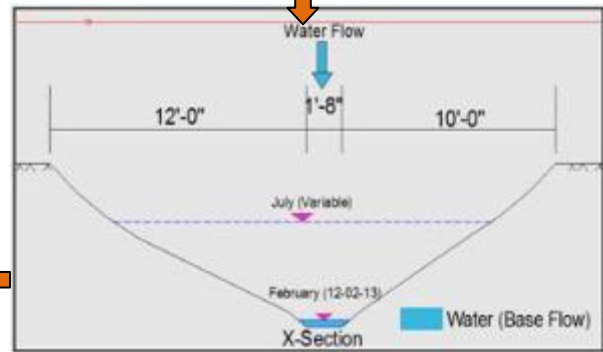 Water Flow
12'-0"
1'-8"
10'-0"
July (Variable)
February (12-02-13)
Water (Base Flow)
X-Section